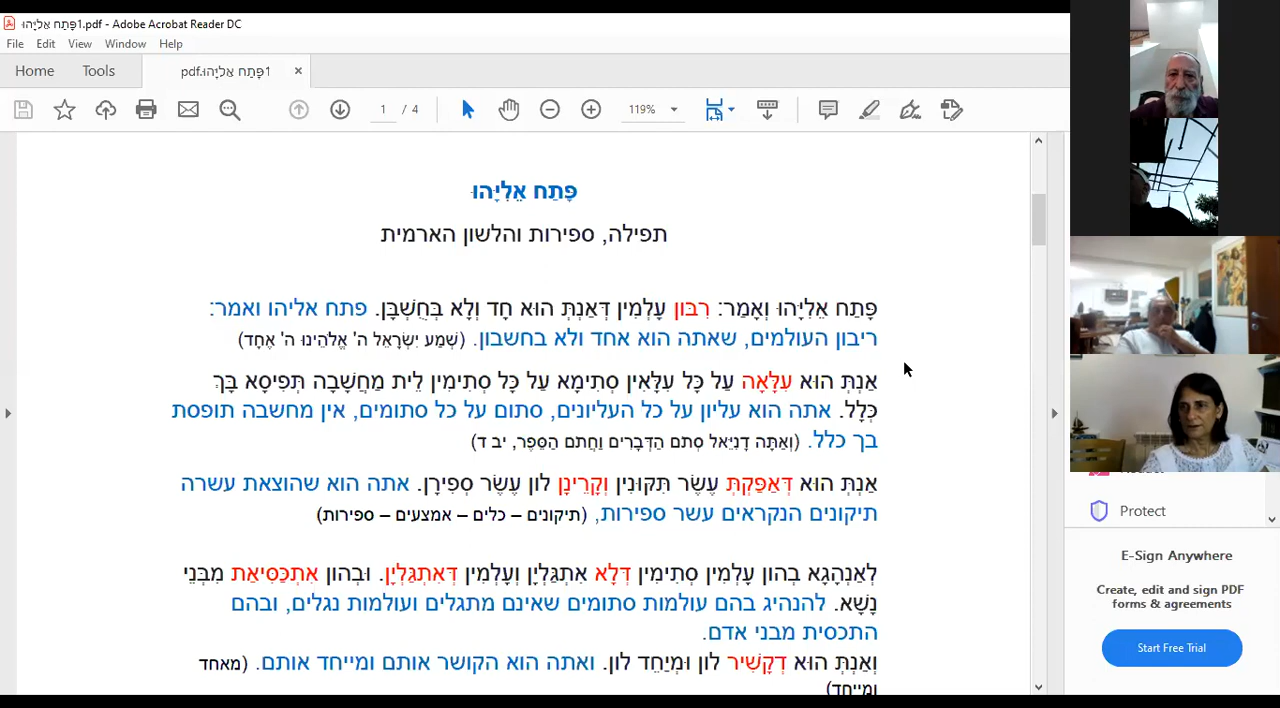 פָּתַח אֵלִיָּהוּ1.pdf - Adobe Acrobat Reader DC
File Edit View Window Help
Home Tools פָּתַח אֵלִיָּהוּ1.pdf ×
1 / 4 119%
פָּתַח אֵלִיָּהוּ
תפילה, ספירות והלשון הארמית
פָּתַח אֵלִיָּהוּ וְאָמַר: רִבּוֹן עָלְמִין דְּאַנְתְּ הוּא חָד וְלָא בְּחֻשְׁבָּן. פתח אליהו ואמר:
ריבון העולמים, שאתה הוא אחד ולא בחשבון. (שְׁמַע יִשְׂרָאֵל ה' אֱלֹהֵינוּ ה' אֶחָד)
אַנְתְּ הוּא עִלָּאָה עַל כָּל עִלָּאִין סְתִימָא עַל כָּל סְתִימִין לֵית מַחֲשָׁבָה תְּפִיסָא בָּךְ
כְּלָל. אתה הוא עליון על כל העליונים, סתום על כל סתומים, אין מחשבה תופסת
בך כלל. (וְאַתָּה דָנִיֵּאל סְתֹם הַדְּבָרִים וַחֲתֹם הַסֵּפֶר, יב ד)
אַנְתְּ הוּא דְּאַפַּקְתְּ עֶשֶׂר תִּקּוּנִין וְקָרֵינָן לוֹן עֶשֶׂר סְפִירָן. אתה הוא שהוצאת עשרה
תיקונים הנקראים עשר ספירות, (תיקונים – כלים – אמצעים – ספירות)
לְאַנְהָגָא בְהוֹן עָלְמִין סְתִימִין דְּלָא אִתְגַּלְיָן וְעָלְמִין דְּאִתְגַּלְיָן. וּבְהוֹן אִתְכַּסִּיאַת מִבְּנֵי
נָשָׁא. להנהיג בהם עולמות סתומים שאינם מתגלים ועולמות נגלים, ובהם
התכסית מבני אדם.
וְאַנְתְּ הוּא דְקָשִׁיר לוֹן וּמְיַחֵד לוֹן. ואתה הוא הקושר אותם ומייחד אותם. (מאחד
ומייחד)
Protect
E-Sign Anywhere
Create, edit and sign PDF
forms & agreements
Start Free Trial